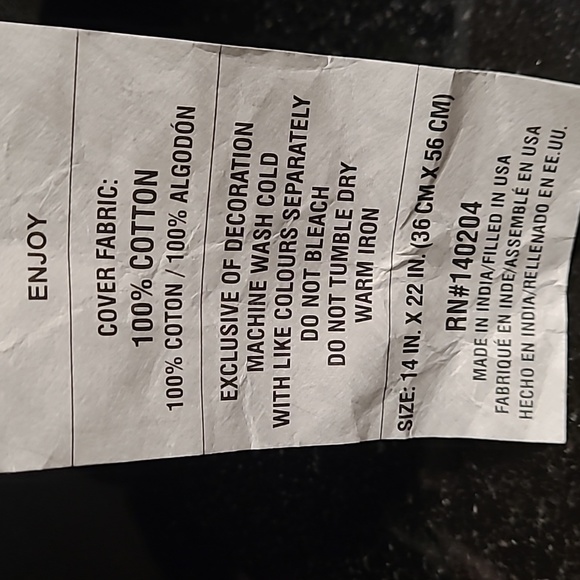 ENJOY
COVER FABRIC:
100% COTTON
100% COTON / 100% ALGODÓN
EXCLUSIVE OF DECORATION
MACHINE WASH COLD
WITH LIKE COLOURS SEPARATELY
DO NOT BLEACH
DO NOT TUMBLE DRY
WARM IRON
SIZE: 14 IN. X 22 IN. (36 CM X 56 CM)
RN#140204
MADE IN INDIA/FILLED IN USA
FABRIQUÉ EN INDE/ASSEMBLÉ EN USA
HECHO EN INDIA/RELLENADO EN EE.UU.